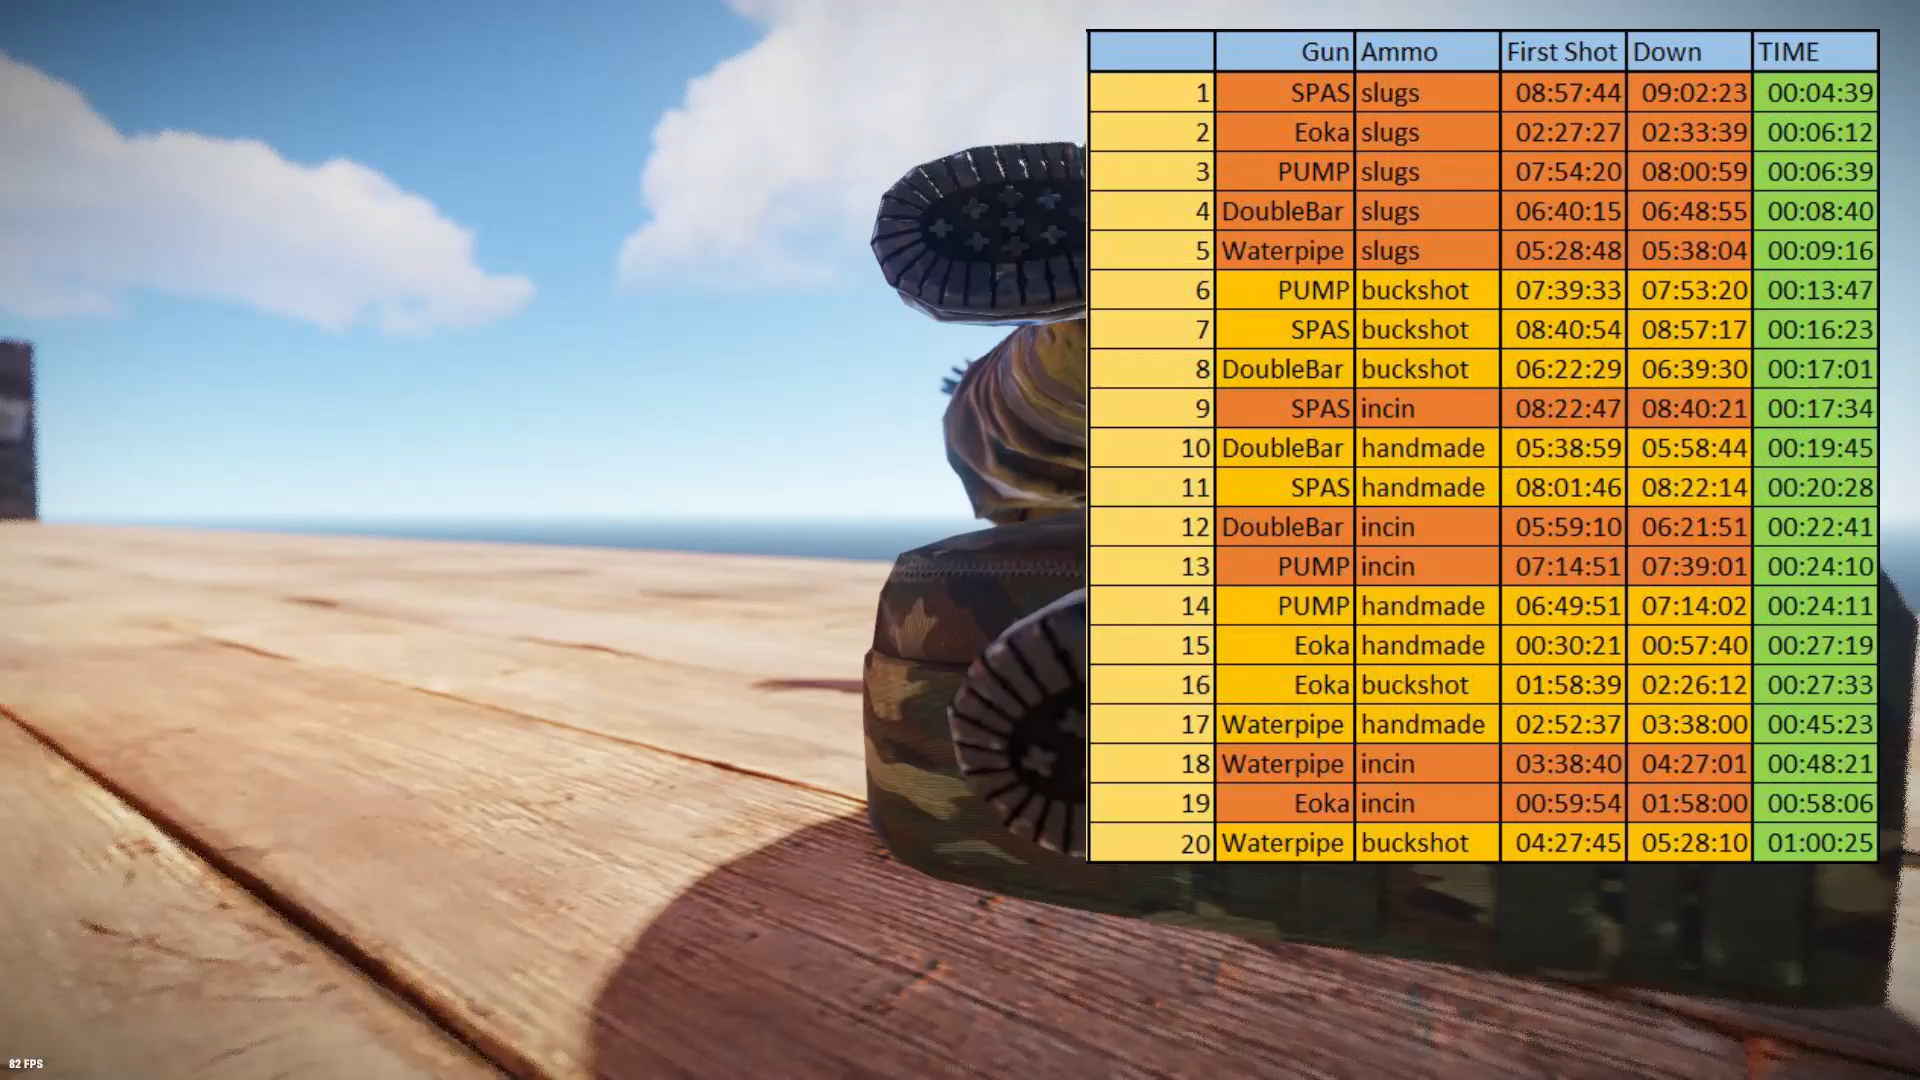 Gun Ammo First Shot Down TIME
1 SPAS slugs 08:57:44 09:02:23 00:04:39
2 Eoka slugs 02:27:27 02:33:39 00:06:12
3 PUMP slugs 07:54:20 08:00:59 00:06:39
4 DoubleBar slugs 06:40:15 06:48:55 00:08:40
5 Waterpipe slugs 05:28:48 05:38:04 00:09:16
6 PUMP buckshot 07:39:33 07:53:20 00:13:47
7 SPAS buckshot 08:40:54 08:57:17 00:16:23
8 DoubleBar buckshot 06:22:29 06:39:30 00:17:01
9 SPAS incin 08:22:47 08:40:21 00:17:34
10 DoubleBar handmade 05:38:59 05:58:44 00:19:45
11 SPAS handmade 08:01:46 08:22:14 00:20:28
12 DoubleBar incin 05:59:10 06:21:51 00:22:41
13 PUMP incin 07:14:51 07:39:01 00:24:10
14 PUMP handmade 06:49:51 07:14:02 00:24:11
15 Eoka handmade 00:30:21 00:57:40 00:27:19
16 Eoka buckshot 01:58:39 02:26:12 00:27:33
17 Waterpipe handmade 02:52:37 03:38:00 00:45:23
18 Waterpipe incin 03:38:40 04:27:01 00:48:21
19 Eoka incin 00:59:54 01:58:00 00:58:06
20 Waterpipe buckshot 04:27:45 05:28:10 01:00:25
82 FPS